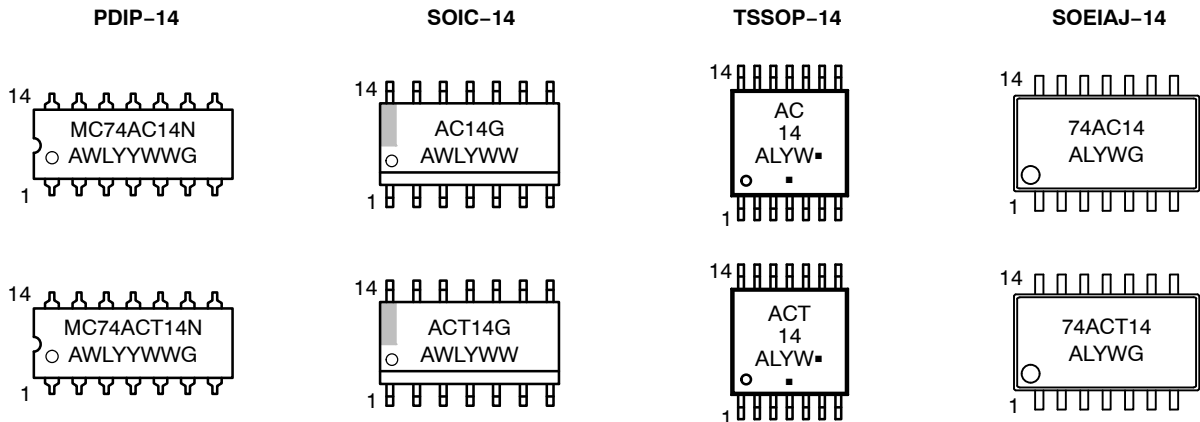 PDIP−14
SOIC−14
TSSOP−14
SOEIAJ−14
14
MC74AC14N
AWLYYWWG
1
14
AC14G
AWLYWW
1
14
AC
14
ALYW▪
▪
1
14
74AC14
ALYWG
1
14
MC74ACT14N
AWLYYWWG
1
14
ACT14G
AWLYWW
1
14
ACT
14
ALYW▪
▪
1
14
74ACT14
ALYWG
1